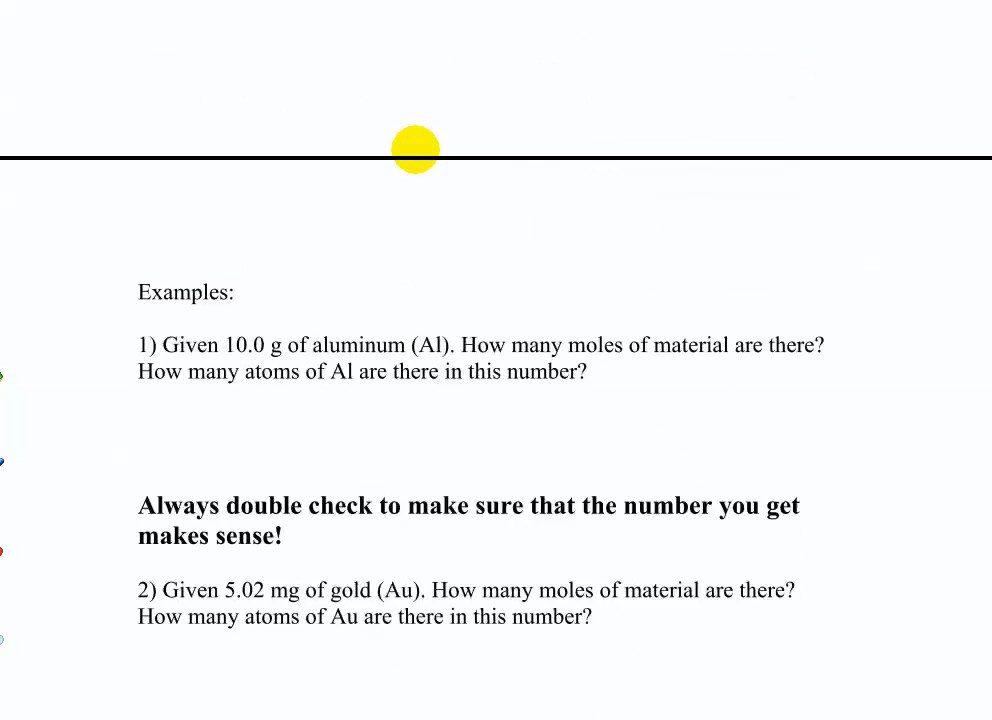 Examples:
1) Given 10.0 g of aluminum (Al). How many moles of material are there?
How many atoms of Al are there in this number?
Always double check to make sure that the number you get
makes sense!
2) Given 5.02 mg of gold (Au). How many moles of material are there?
How many atoms of Au are there in this number?